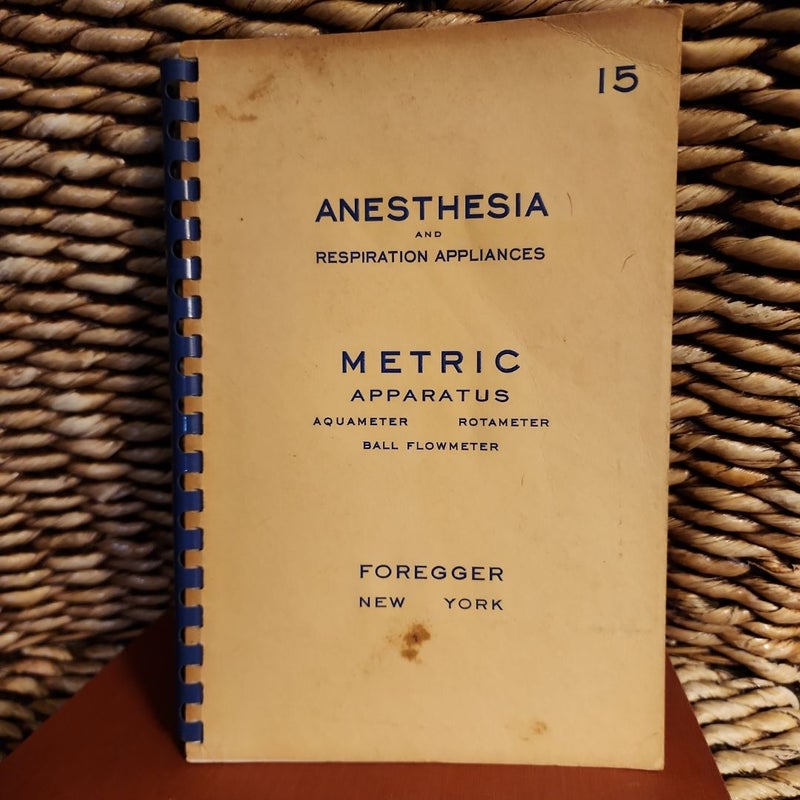 15
ANESTHESIA
AND
RESPIRATION APPLIANCES
METRIC
APPARATUS
AQUAMETER ROTAMETER
BALL FLOWMETER
FOREGGER
NEW YORK